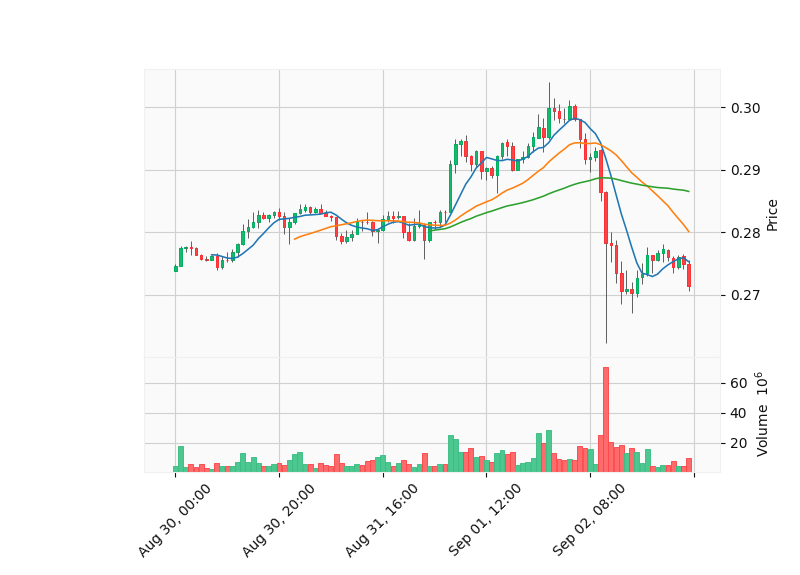 0.30
0.29
0.28
0.27
Price
60
40
20
Volume 10^6
Aug 30, 00:00
Aug 30, 20:00
Aug 31, 16:00
Sep 01, 12:00
Sep 02, 08:00